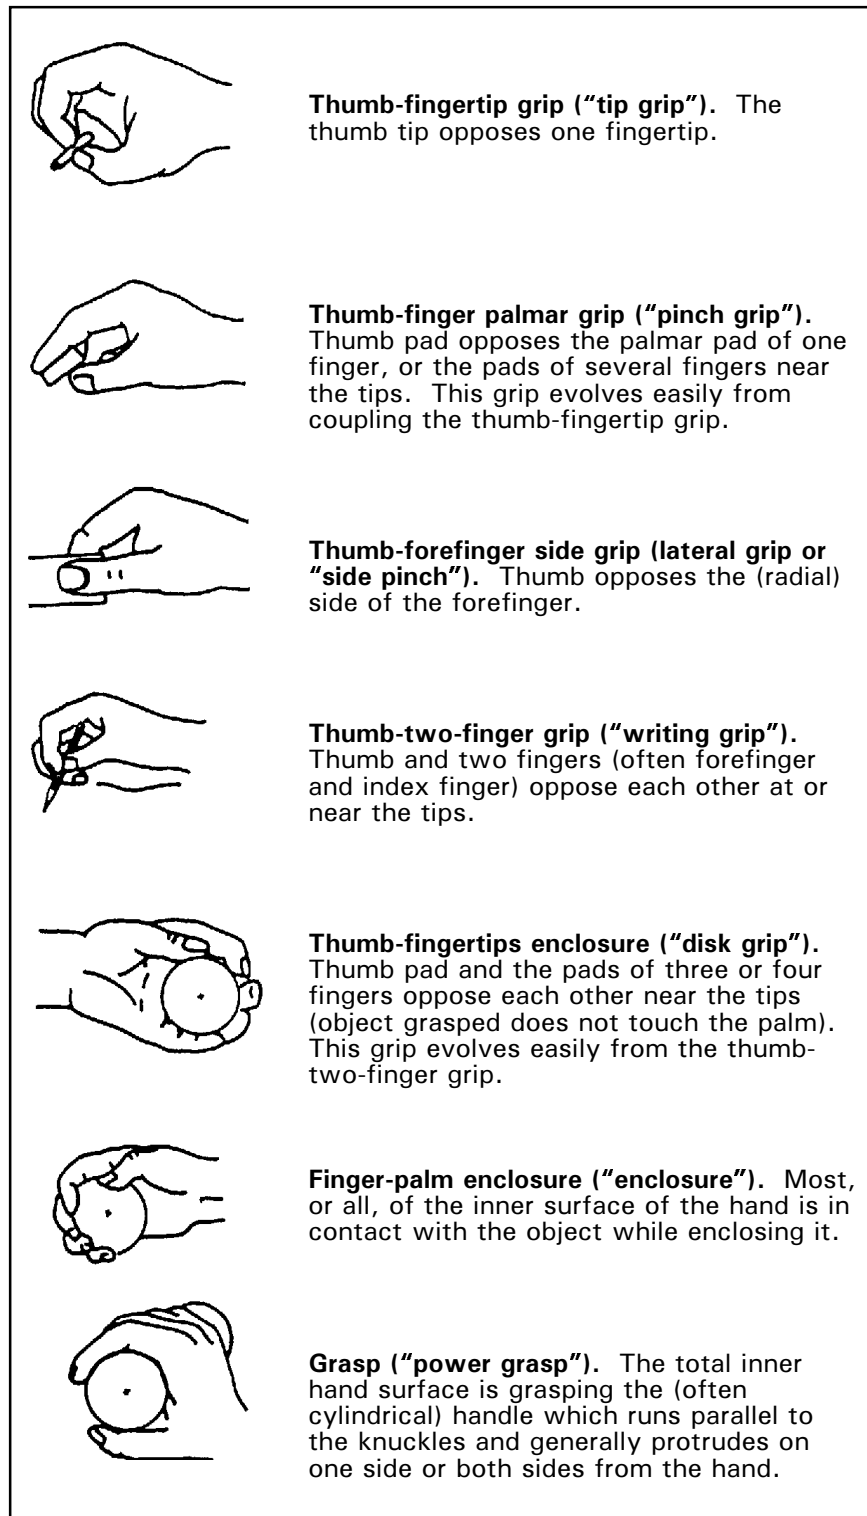 Thumb-fingertip grip (“tip grip”). The
thumb tip opposes one fingertip.
Thumb-finger palmar grip (“pinch grip”).
Thumb pad opposes the palmar pad of one
finger, or the pads of several fingers near
the tips. This grip evolves easily from
coupling the thumb-fingertip grip.
Thumb-forefinger side grip (lateral grip or
“side pinch”). Thumb opposes the (radial)
side of the forefinger.
Thumb-two-finger grip (“writing grip”).
Thumb and two fingers (often forefinger
and index finger) oppose each other at or
near the tips.
Thumb-fingertips enclosure (“disk grip”).
Thumb pad and the pads of three or four
fingers oppose each other near the tips
(object grasped does not touch the palm).
This grip evolves easily from the thumb-
two-finger grip.
Finger-palm enclosure (“enclosure”). Most,
or all, of the inner surface of the hand is in
contact with the object while enclosing it.
Grasp (“power grasp”). The total inner
hand surface is grasping the (often
cylindrical) handle which runs parallel to
the knuckles and generally protrudes on
one side or both sides from the hand.